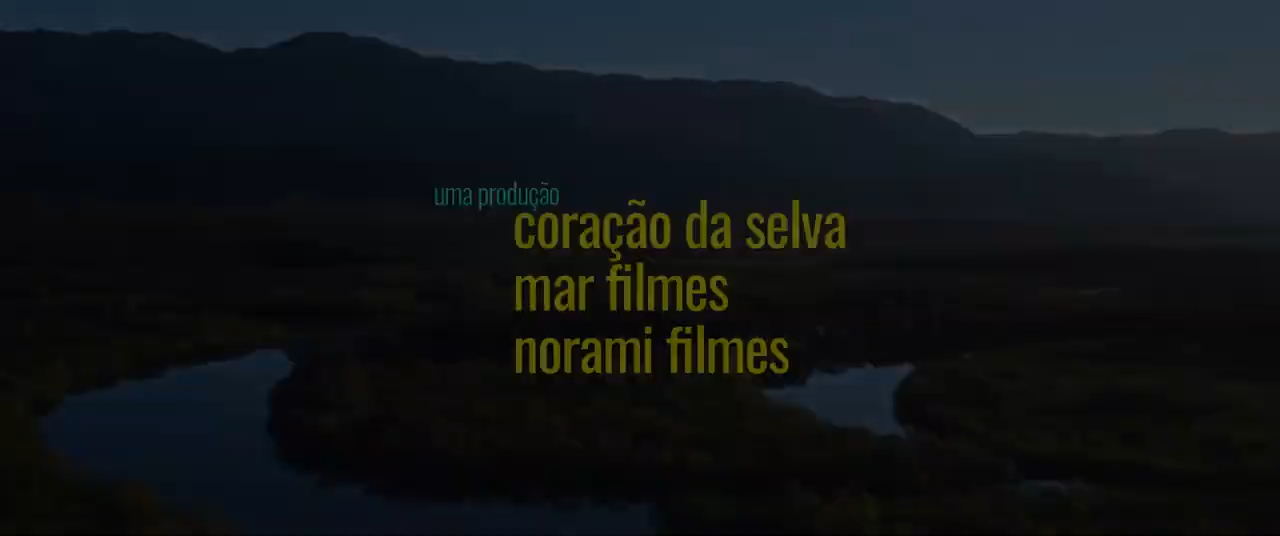 uma produção
coração da selva
mar filmes
norami filmes